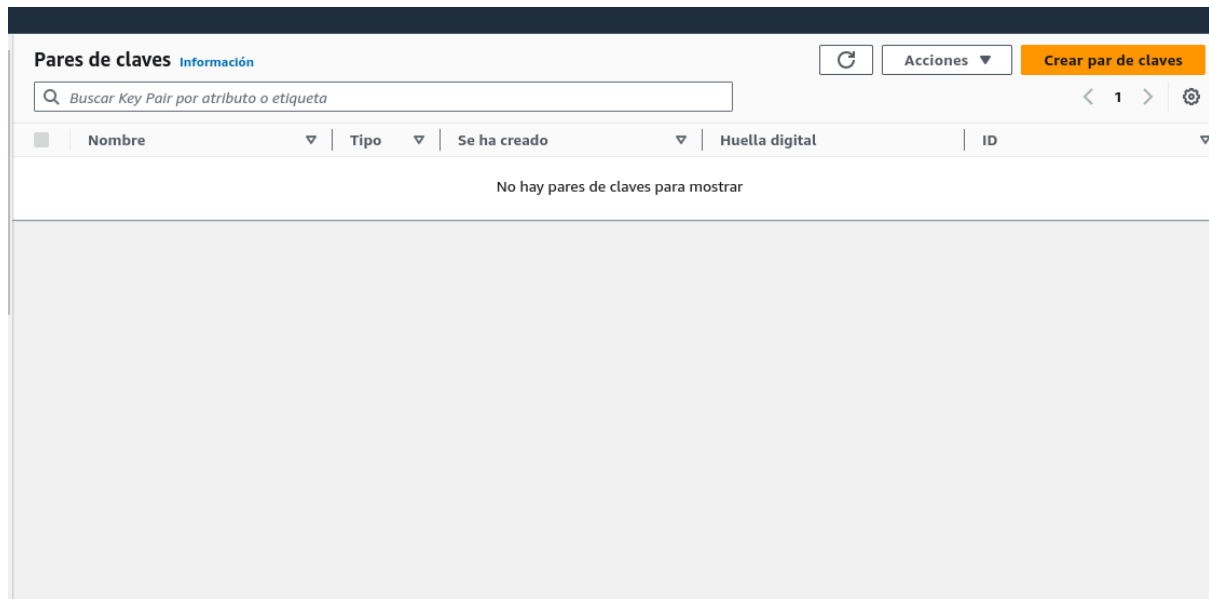 Pares de claves Información
Acciones
Crear par de claves
Buscar Key Pair por atributo o etiqueta
1
Nombre Tipo Se ha creado Huella digital ID
No hay pares de claves para mostrar